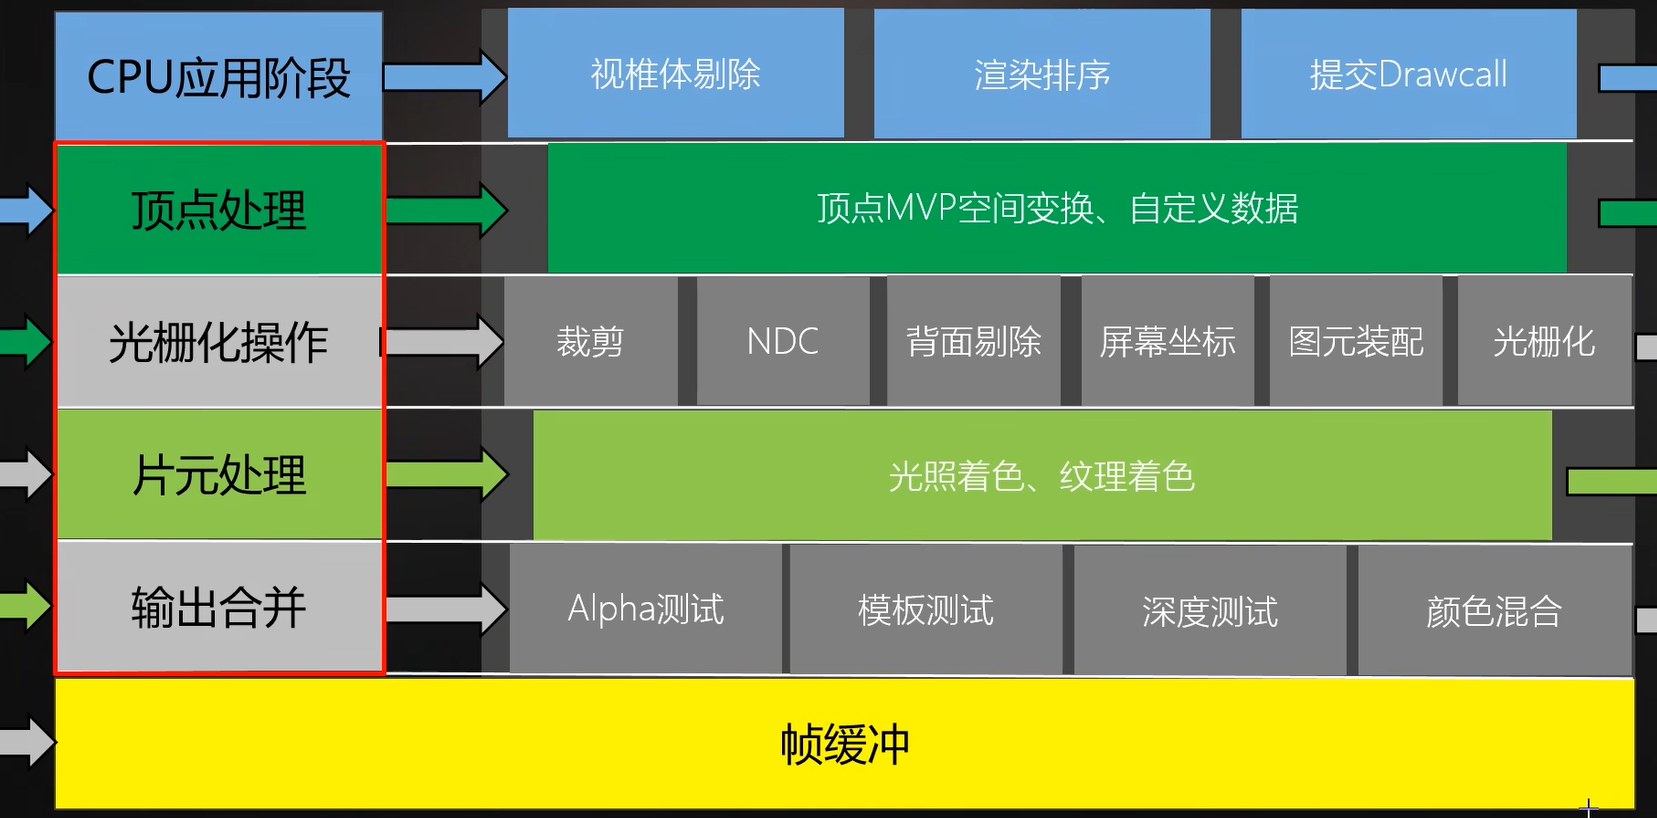 CPU应用阶段
视椎体剔除
渲染排序
提交Drawcall
顶点处理
顶点MVP空间变换、自定义数据
光栅化操作
裁剪
NDC
背面剔除
屏幕坐标
图元装配
光栅化
片元处理
光照着色、纹理着色
输出合并
Alpha测试
模板测试
深度测试
颜色混合
帧缓冲